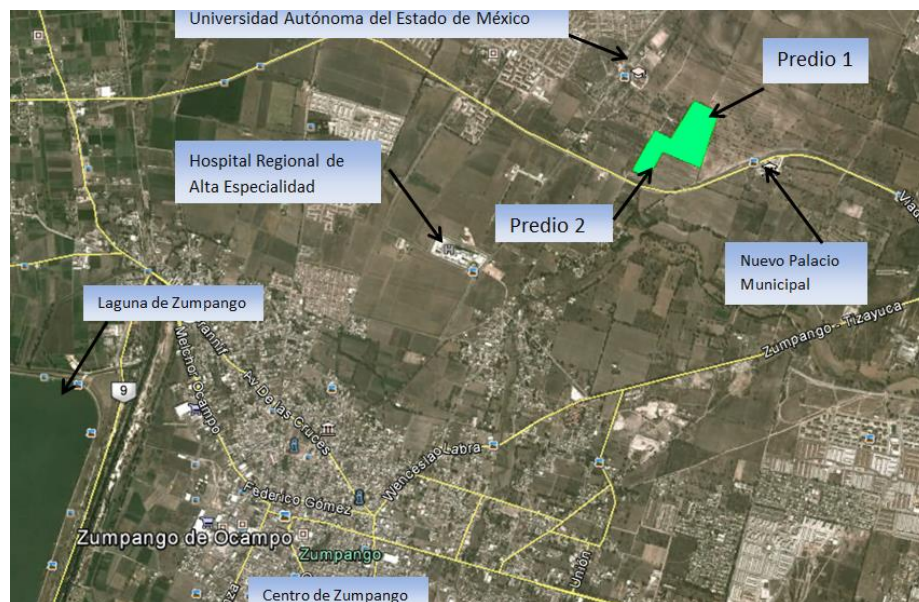 Universidad Autónoma del Estado de México
Predio 1
Hospital Regional de
Alta Especialidad
Predio 2
Nuevo Palacio
Municipal
Laguna de Zumpango
Zumpango - Tizayuca
9
Melchor Ocampo
Av De las Cruces
Wenceslao Labra
Federico Gómez
Zumpango de Ocampo
Zumpango
Unión
Centro de Zumpango